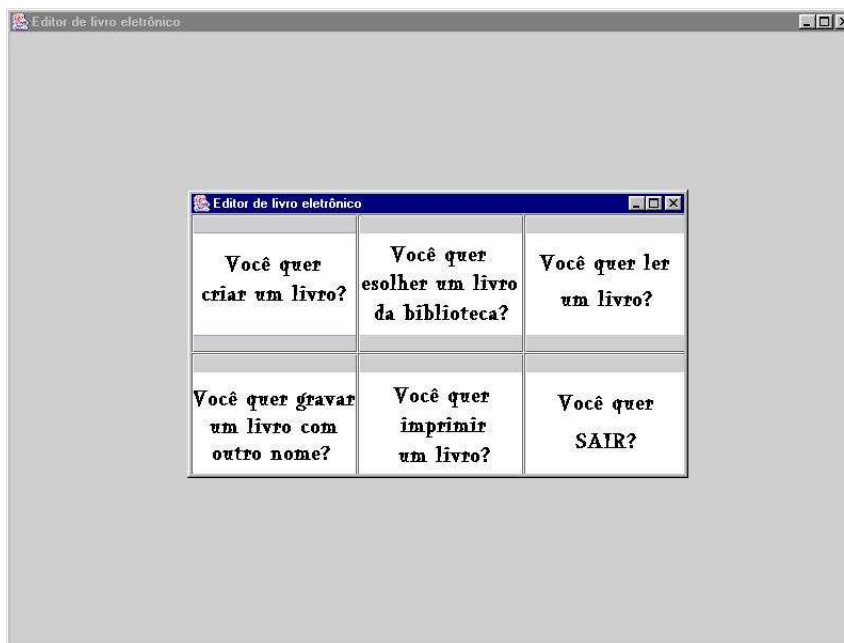 Editor de livro eletrônico
Editor de livro eletrônico
Você quer
criar um livro?
Você quer
esolher um livro
da biblioteca?
Você quer ler
um livro?
Você quer gravar
um livro com
outro nome?
Você quer
imprimir
um livro?
Você quer
SAIR?